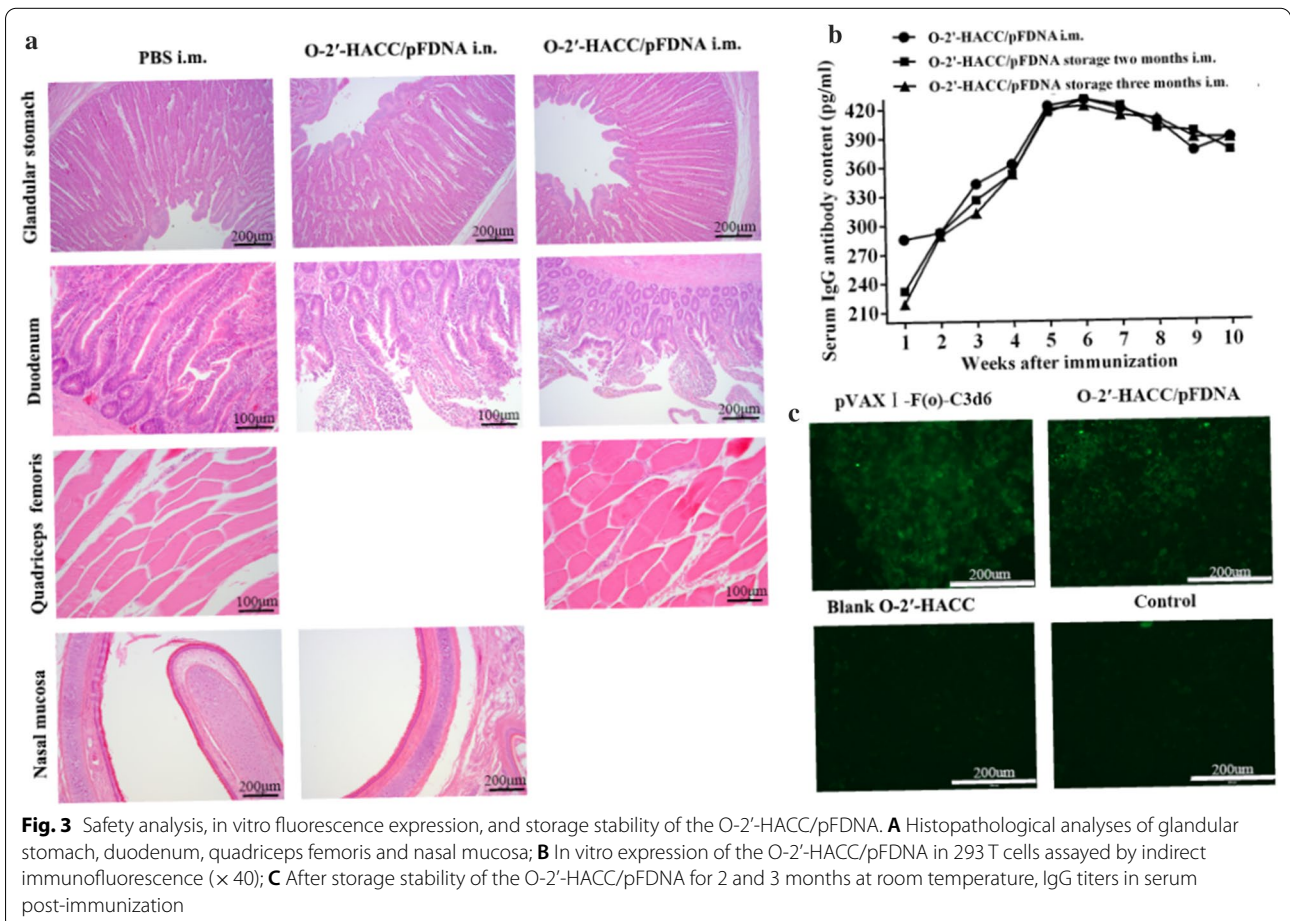 a
PBS i.m.
O-2′-HACC/pFDNA i.n.
O-2′-HACC/pFDNA i.m.
Glandular stomach
200μm
200μm
200μm
Duodenum
100μm
100μm
200μm
Quadriceps femoris
100μm
100μm
Nasal mucosa
200μm
200μm
b
O-2'-HACC/pFDNA i.m.
O-2'-HACC/pFDNA storage two months i.m.
O-2'-HACC/pFDNA storage three months i.m.
Serum IgG antibody content (pg/ml)
420
390
360
330
300
270
240
210
1 2 3 4 5 6 7 8 9 10
Weeks after immunization
c
pVAX Ⅰ-F(o)-C3d6
O-2′-HACC/pFDNA
200um
200um
Blank O-2′-HACC
Control
200um
200um
Fig. 3 Safety analysis, in vitro fluorescence expression, and storage stability of the O-2′-HACC/pFDNA. A Histopathological analyses of glandular
stomach, duodenum, quadriceps femoris and nasal mucosa; B In vitro expression of the O-2′-HACC/pFDNA in 293 T cells assayed by indirect
immunofluorescence (× 40); C After storage stability of the O-2′-HACC/pFDNA for 2 and 3 months at room temperature, IgG titers in serum
post-immunization